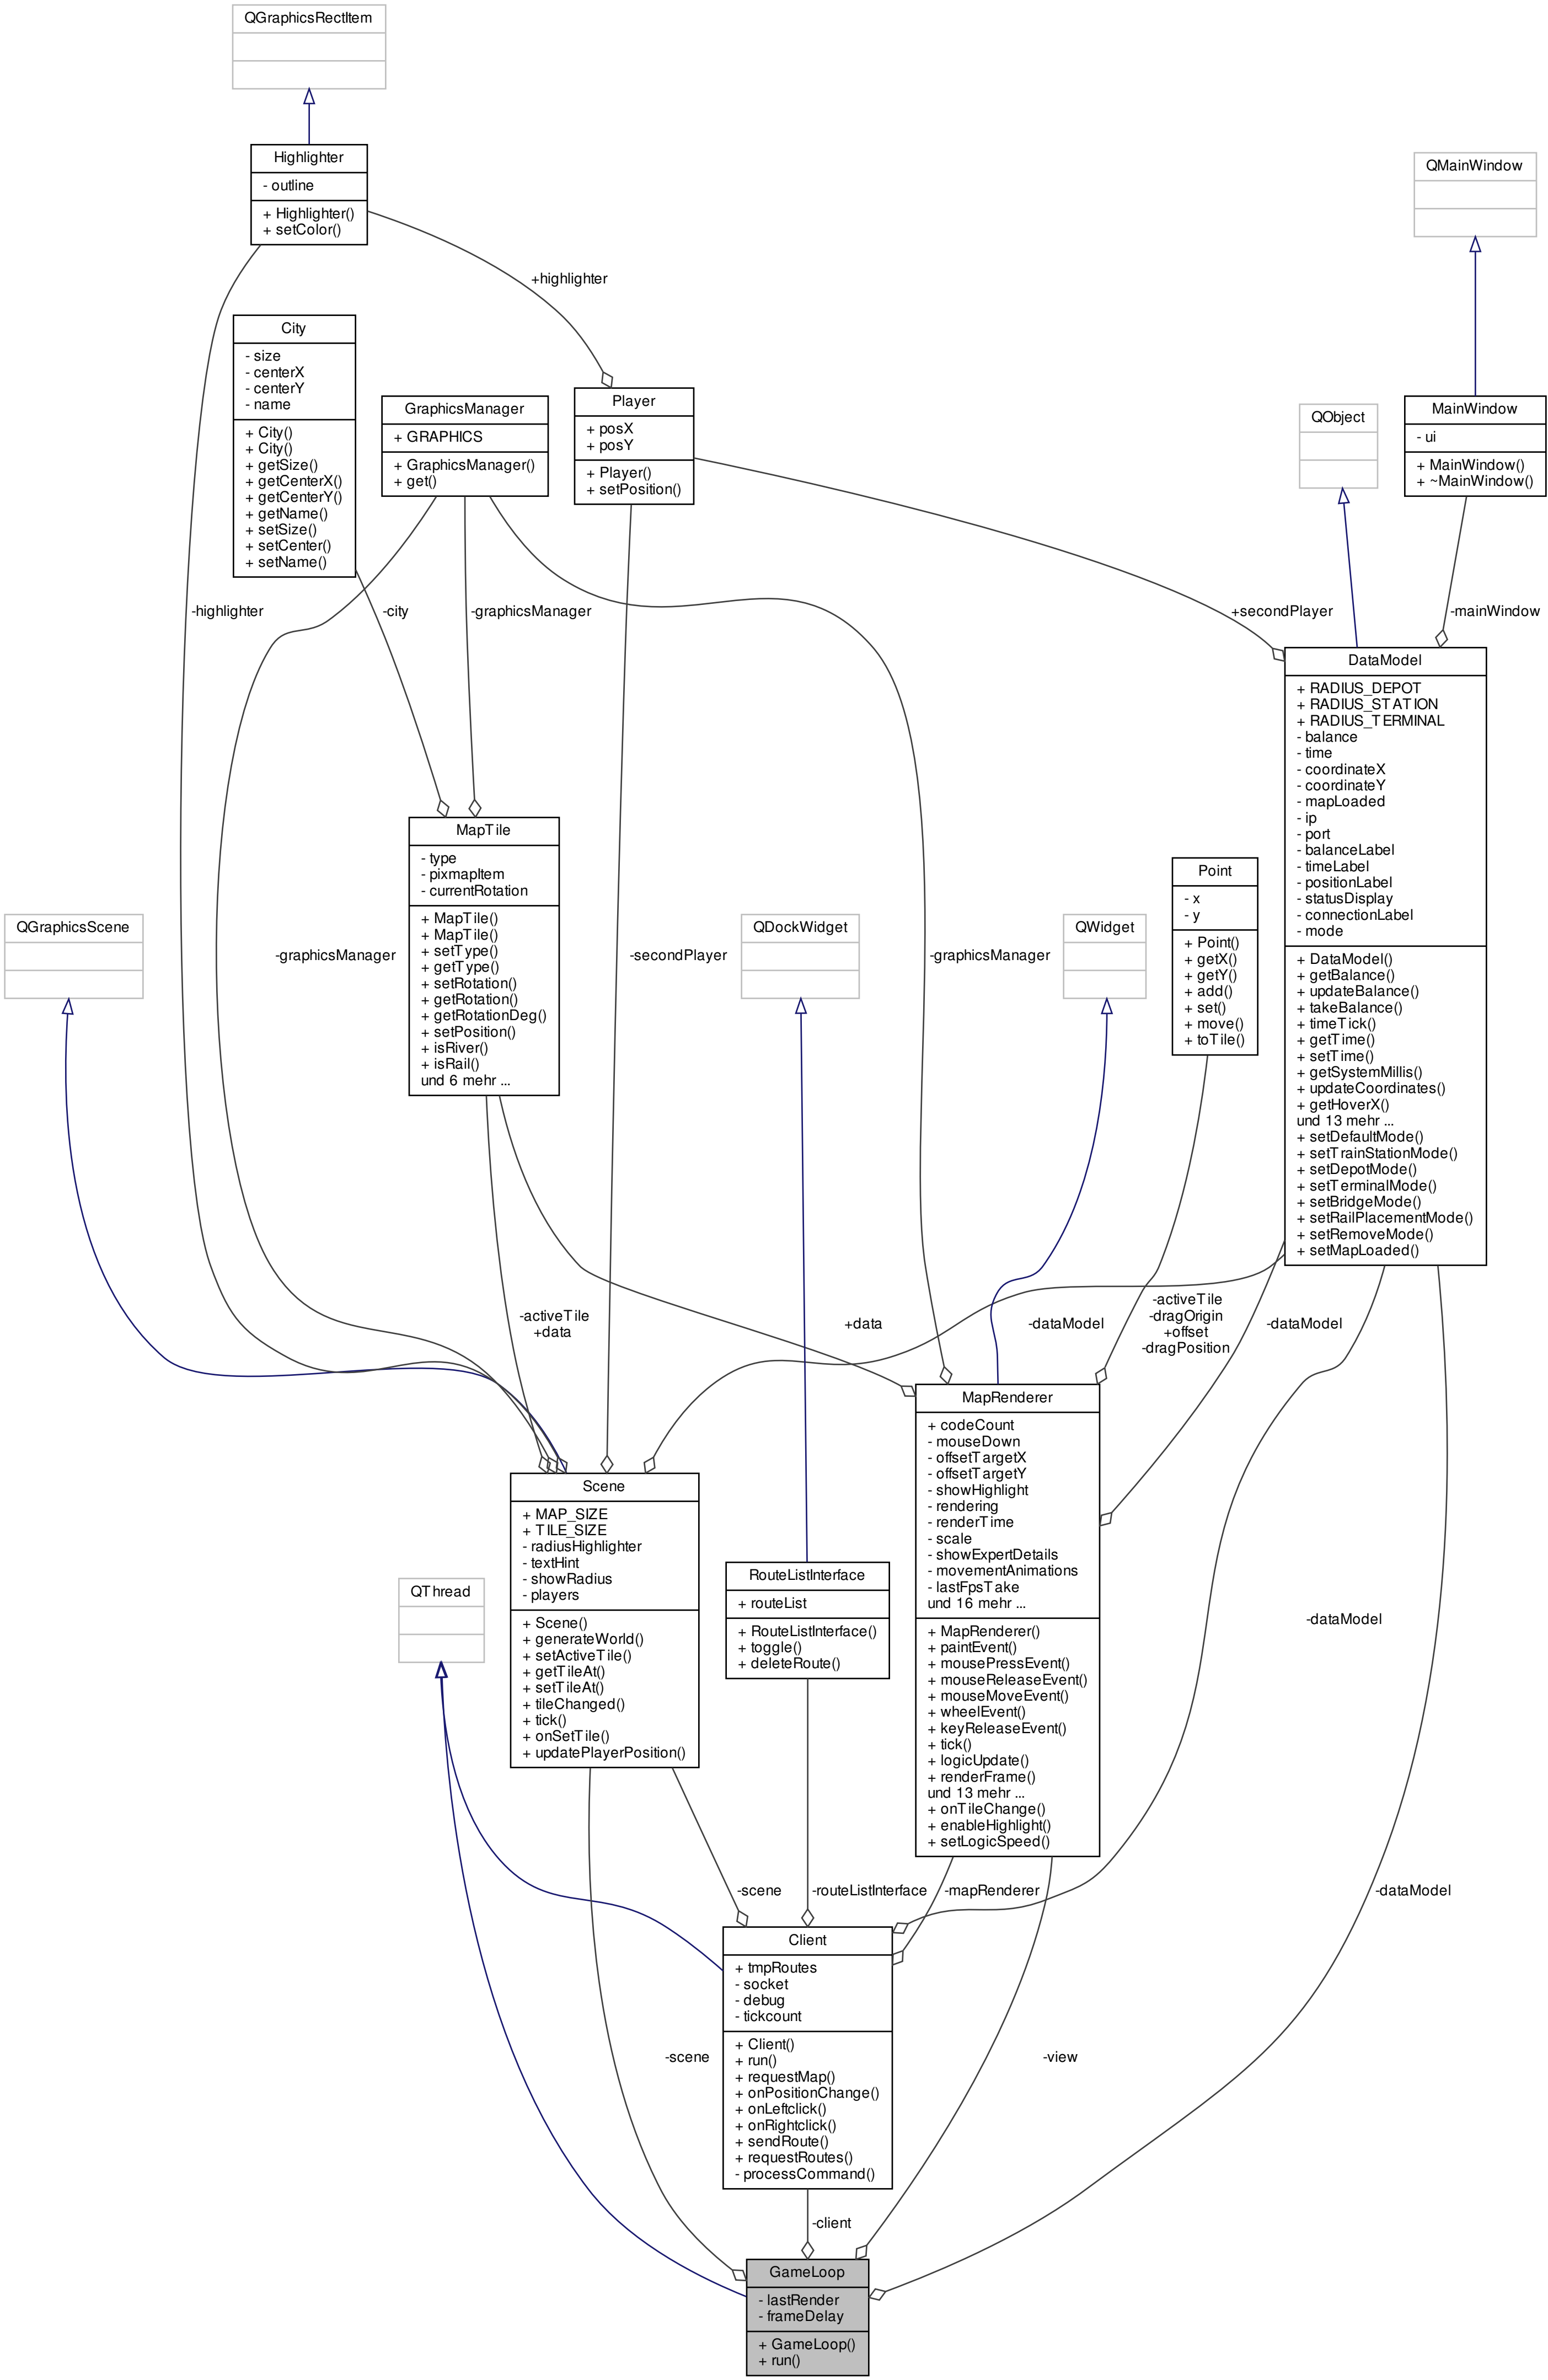 QGraphicsRectItem
Highlighter
- outline
+ Highlighter()
+ setColor()
QMainWindow
+highlighter
City
- size
- centerX
- centerY
- name
+ City()
+ City()
+ getSize()
+ getCenterX()
+ getCenterY()
+ getName()
+ setSize()
+ setCenter()
+ setName()
GraphicsManager
+ GRAPHICS
+ GraphicsManager()
+ get()
Player
+ posX
+ posY
+ Player()
+ setPosition()
QObject
MainWindow
- ui
+ MainWindow()
+ ~MainWindow()
-highlighter
-city
-graphicsManager
+secondPlayer
-mainWindow
DataModel
+ RADIUS_DEPOT
+ RADIUS_STATION
+ RADIUS_TERMINAL
- balance
- time
- coordinateX
- coordinateY
- mapLoaded
- ip
- port
- balanceLabel
- timeLabel
- positionLabel
- statusDisplay
- connectionLabel
- mode
+ DataModel()
+ getBalance()
+ updateBalance()
+ takeBalance()
+ timeTick()
+ getTime()
+ setTime()
+ getSystemMillis()
+ updateCoordinates()
+ getHoverX()
und 13 mehr ...
+ setDefaultMode()
+ setTrainStationMode()
+ setDepotMode()
+ setTerminalMode()
+ setBridgeMode()
+ setRailPlacementMode()
+ setRemoveMode()
+ setMapLoaded()
MapTile
- type
- pixmapItem
- currentRotation
+ MapTile()
+ MapTile()
+ setType()
+ getType()
+ setRotation()
+ getRotation()
+ getRotationDeg()
+ setPosition()
+ isRiver()
+ isRail()
und 6 mehr ...
Point
- x
- y
+ Point()
+ getX()
+ getY()
+ add()
+ set()
+ move()
+ toTile()
QGraphicsScene
-graphicsManager
-secondPlayer
QDockWidget
-graphicsManager
QWidget
-activeTile
+data
+data
-dataModel
-activeTile
-dragOrigin
+offset
-dragPosition
-dataModel
MapRenderer
+ codeCount
- mouseDown
- offsetTargetX
- offsetTargetY
- showHighlight
- rendering
- renderTime
- scale
- showExpertDetails
- movementAnimations
- lastFpsTake
und 16 mehr ...
+ MapRenderer()
+ paintEvent()
+ mousePressEvent()
+ mouseReleaseEvent()
+ mouseMoveEvent()
+ wheelEvent()
+ keyReleaseEvent()
+ tick()
+ logicUpdate()
+ renderFrame()
und 13 mehr ...
+ onTileChange()
+ enableHighlight()
+ setLogicSpeed()
Scene
+ MAP_SIZE
+ TILE_SIZE
- radiusHighlighter
- textHint
- showRadius
- players
+ Scene()
+ generateWorld()
+ setActiveTile()
+ getTileAt()
+ setTileAt()
+ tileChanged()
+ tick()
+ onSetTile()
+ updatePlayerPosition()
QThread
RouteListInterface
+ routeList
+ RouteListInterface()
+ toggle()
+ deleteRoute()
-dataModel
-scene
-routeListInterface
-mapRenderer
-dataModel
Client
+ tmpRoutes
- socket
- debug
- tickcount
+ Client()
+ run()
+ requestMap()
+ onPositionChange()
+ onLeftclick()
+ onRightclick()
+ sendRoute()
+ requestRoutes()
- processCommand()
-scene
-view
-client
GameLoop
- lastRender
- frameDelay
+ GameLoop()
+ run()